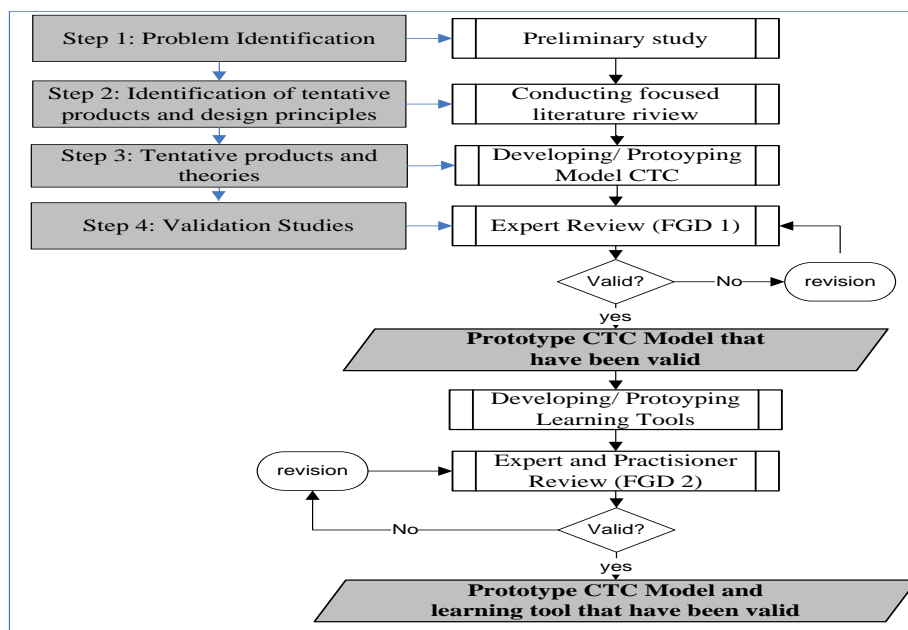 Step 1: Problem Identification
Preliminary study
Step 2: Identification of tentative
products and design principles
Conducting focused
literature riview
Step 3: Tentative products and
theories
Developing/ Protoyping
Model CTC
Step 4: Validation Studies
Expert Review (FGD 1)
Valid?
No
revision
yes
Prototype CTC Model that
have been valid
Developing/ Protoyping
Learning Tools
revision
Expert and Practisioner
Review (FGD 2)
No
Valid?
yes
Prototype CTC Model and
learning tool that have been valid